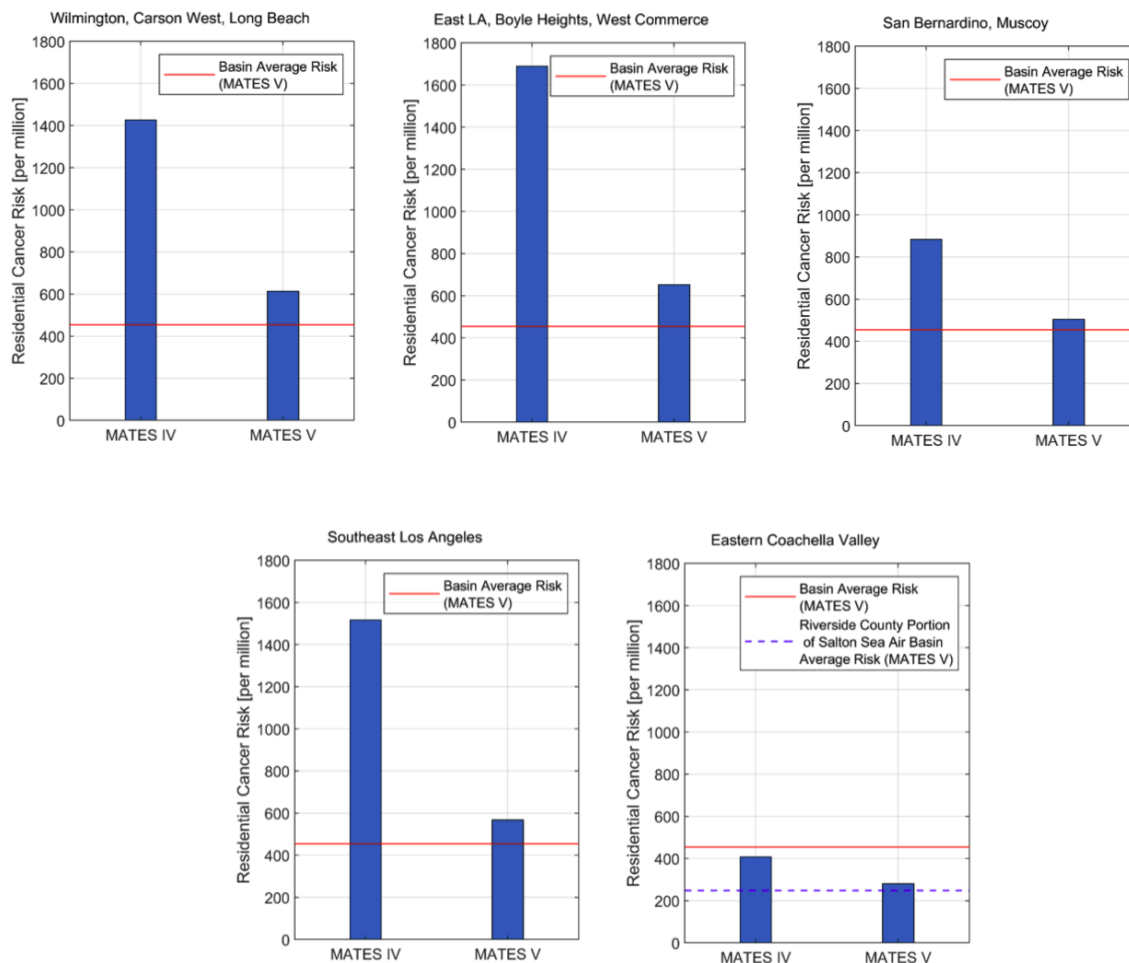 Wilmington, Carson West, Long Beach
Residential Cancer Risk [per million]
1800
1600
1400
1200
1000
800
600
400
200
0
Basin Average Risk
(MATES V)
MATES IV
MATES V
East LA, Boyle Heights, West Commerce
Residential Cancer Risk [per million]
1800
1600
1400
1200
1000
800
600
400
200
0
Basin Average Risk
(MATES V)
MATES IV
MATES V
San Bernardino, Muscoy
Residential Cancer Risk [per million]
1800
1600
1400
1200
1000
800
600
400
200
0
Basin Average Risk
(MATES V)
MATES IV
MATES V
Southeast Los Angeles
Residential Cancer Risk [per million]
1800
1600
1400
1200
1000
800
600
400
200
0
Basin Average Risk
(MATES V)
MATES IV
MATES V
Eastern Coachella Valley
Residential Cancer Risk [per million]
1800
1600
1400
1200
1000
800
600
400
200
0
Basin Average Risk
(MATES V)
Riverside County Portion
of Salton Sea Air Basin
Average Risk (MATES V)
MATES IV
MATES V